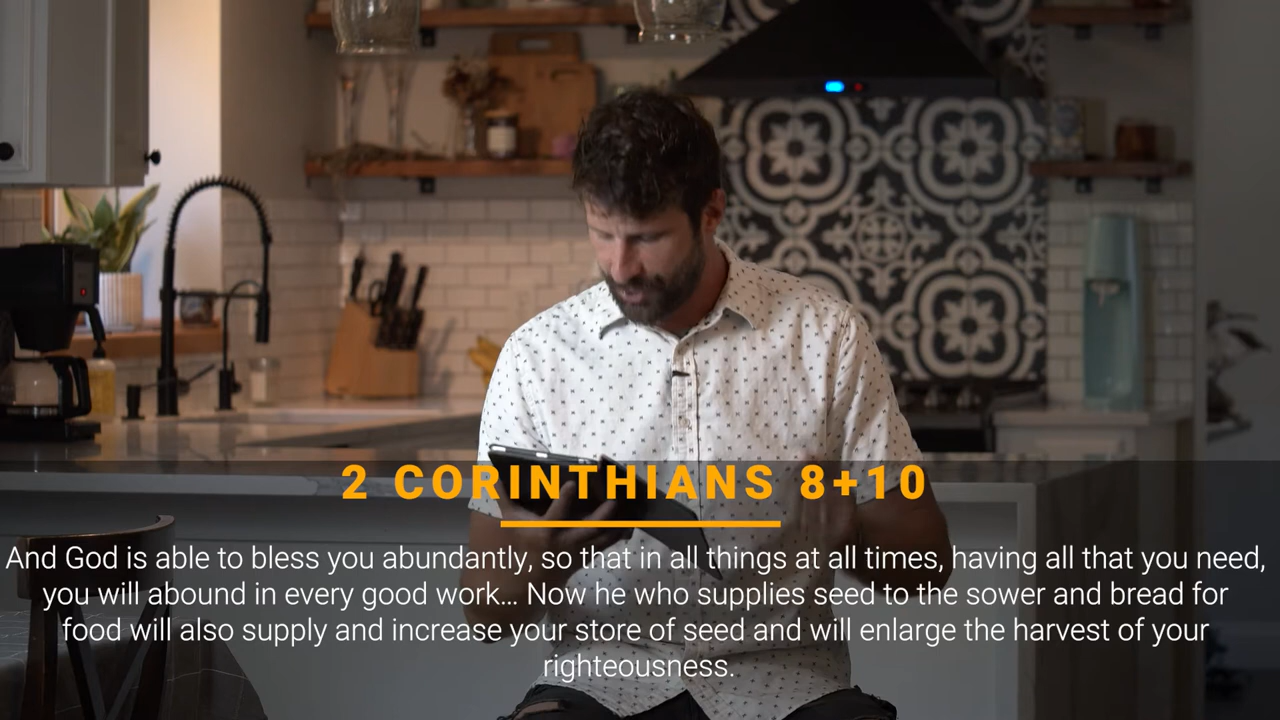 2 CORINTHIANS 8+10
And God is able to bless you abundantly, so that in all things at all times, having all that you need,
you will abound in every good work... Now he who supplies seed to the sower and bread for
food will also supply and increase your store of seed and will enlarge the harvest of your
righteousness.